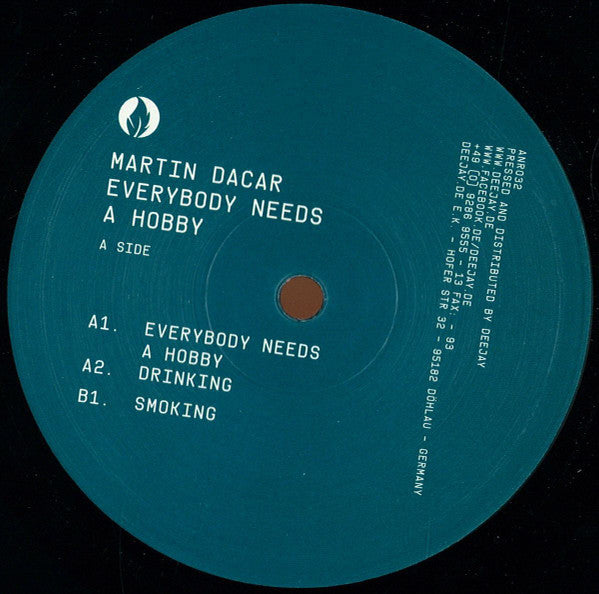 MARTIN DACAR
EVERYBODY NEEDS
A HOBBY
A SIDE
A1. EVERYBODY NEEDS
A HOBBY
A2. DRINKING
B1. SMOKING
ANR032
PRESSED AND DISTRIBUTED BY DEEJAY
WWW.DEEJAY.DE
WWW.FACEBOOK.DE/DEEJAY.DE
+49 (0) 9286 9555 - 13 FAX: - 93
DEEJAY.DE E.K. - HOFER STR 32 - 95182 DÖHLAU - GERMANY